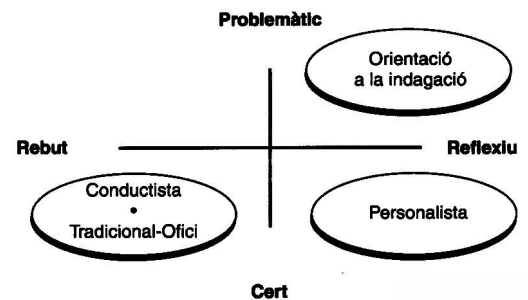 Problemàtic
Orientació
a la indagació
Rebut
Reflexiu
Conductista
•
Tradicional-Ofici
Personalista
Cert